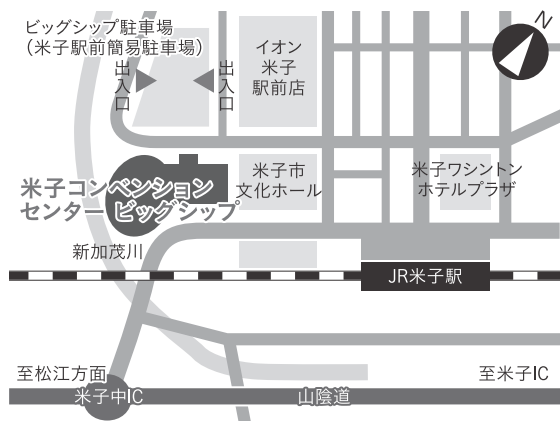 ビッグシップ駐車場
（米子駅前簡易駐車場）
出入口
出入口
イオン
米子
駅前店
N
米子コンベンション
センター ビッグシップ
米子市
文化ホール
米子ワシントン
ホテルプラザ
新加茂川
JR米子駅
至松江方面
米子中IC
山陰道
至米子IC